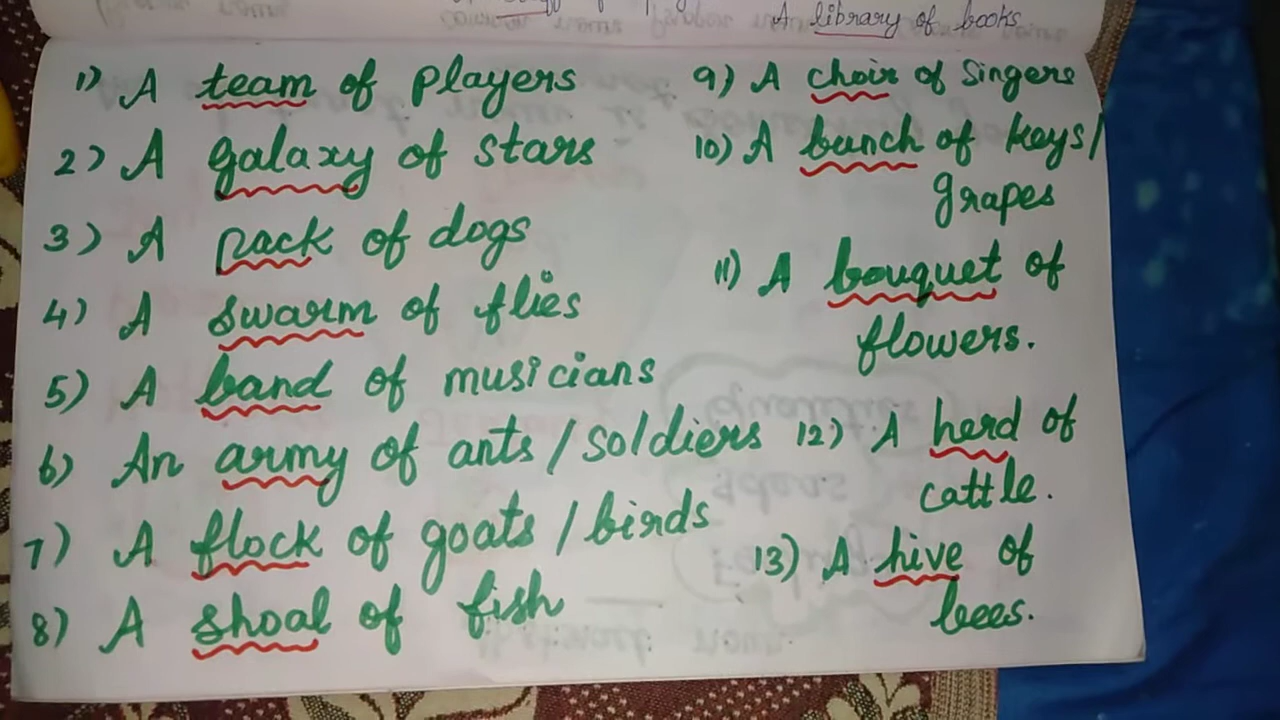 A library of books
1) A team of players
2) A galaxy of stars
3) A pack of dogs
4) A swarm of flies
5) A band of musicians
6) An army of ants / soldiers
7) A flock of goats / birds
8) A shoal of fish
9) A choir of Singers
10) A bunch of keys /
grapes
11) A bouquet of
flowers.
12) A herd of
cattle.
13) A hive of
bees.